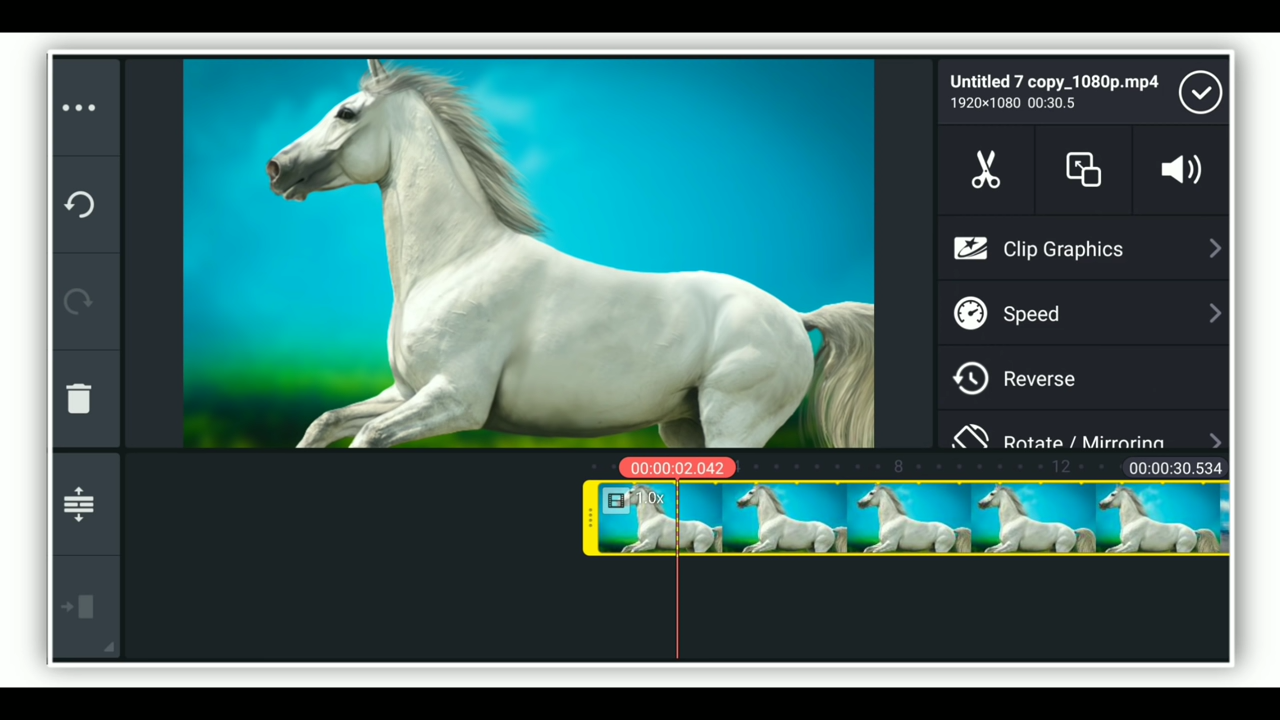 Untitled 7 copy_1080p.mp4
1920×1080 00:30.5
Clip Graphics
Speed
Reverse
Rotate / Mirroring
00:00:02.042
8
12
00:00:30.534
1.0x